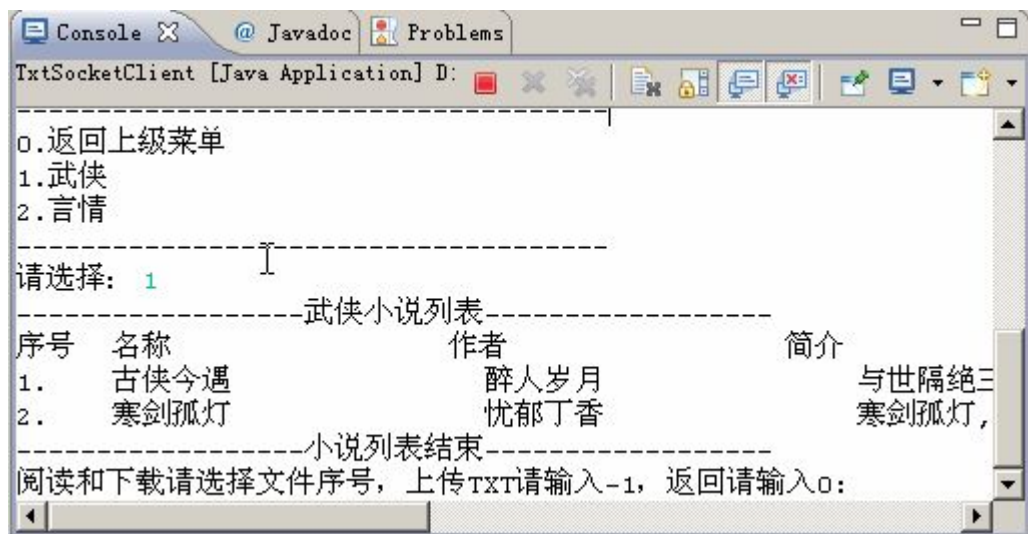 Console @ Javadoc Problems
TxtSocketClient [Java Application] D:
--------------------------------------
0.返回上级菜单
1.武侠
2.言情
--------------------------------------
请选择: 1
------------------武侠小说列表------------------
序号 名称 作者 简介
1. 古侠今遇 醉人岁月 与世隔绝三
2. 寒剑孤灯 忧郁丁香 寒剑孤灯,
------------------小说列表结束------------------
阅读和下载请选择文件序号，上传TXT请输入-1，返回请输入0: